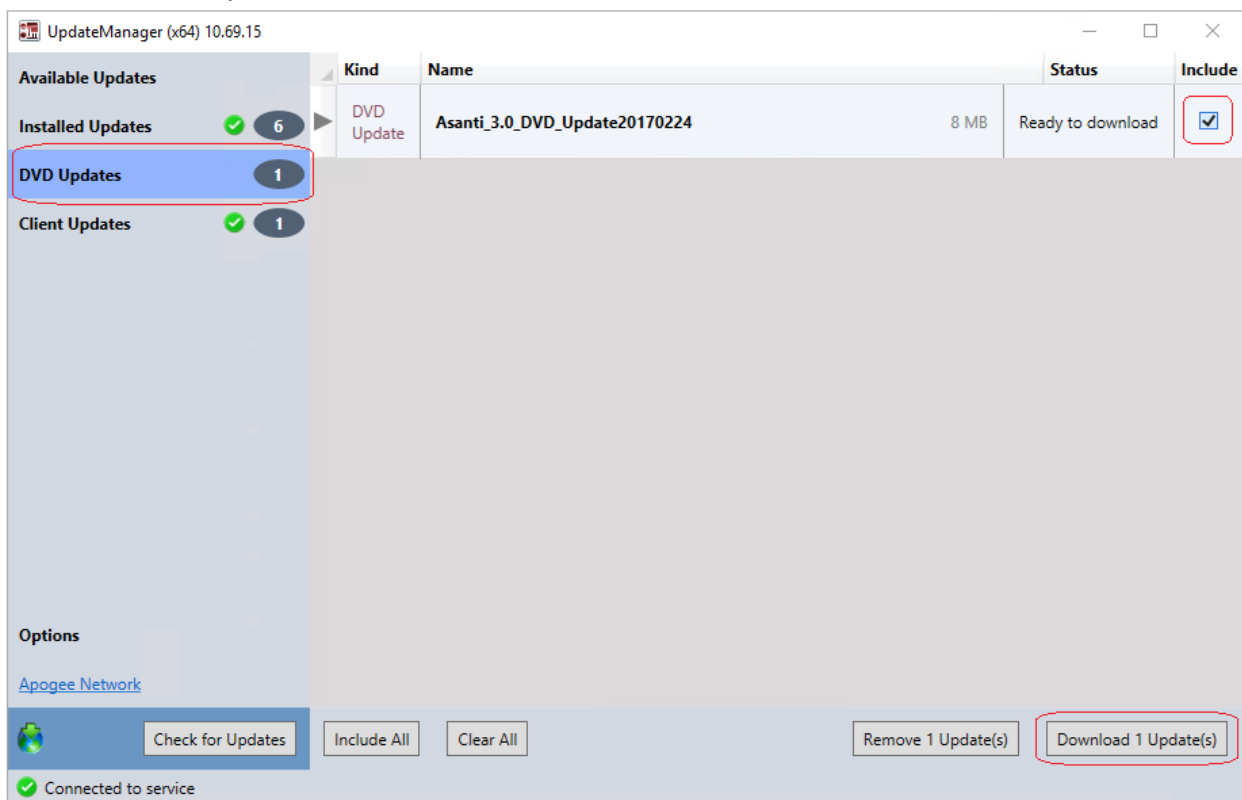 UpdateManager (x64) 10.69.15
Available Updates
Kind Name Status Include
Installed Updates 6
DVD Update Asanti_3.0_DVD_Update20170224 8 MB Ready to download
DVD Updates 1
Client Updates 1
Options
Apogee Network
Check for Updates Include All Clear All Remove 1 Update(s) Download 1 Update(s)
Connected to service